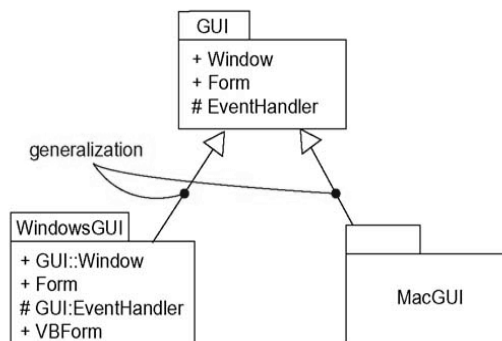 GUI
+ Window
+ Form
# EventHandler
generalization
WindowsGUI
+ GUI::Window
+ Form
# GUI:EventHandler
+ VBForm
MacGUI